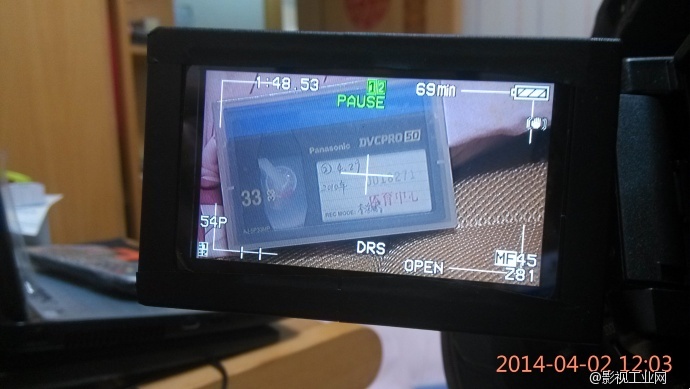 1:48.53
12
69min
PAUSE
Panasonic DVCPRO 50
33
REC MODE:
54P
DRS
MF45
OPEN
Z81
2014-04-02 12:03
@影视工业网